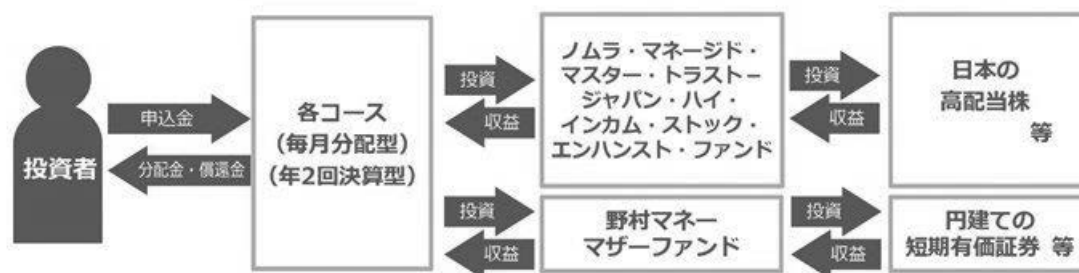 投資者
申込金
分配金・償還金
各コース
（毎月分配型）
（年2回決算型）
投資
収益
ノムラ・マネージド・
マスター・トラスト－
ジャパン・ハイ・
インカム・ストック・
エンハンスト・ファンド
投資
収益
日本の
高配当株
等
投資
収益
野村マネー
マザーファンド
投資
収益
円建ての
短期有価証券 等